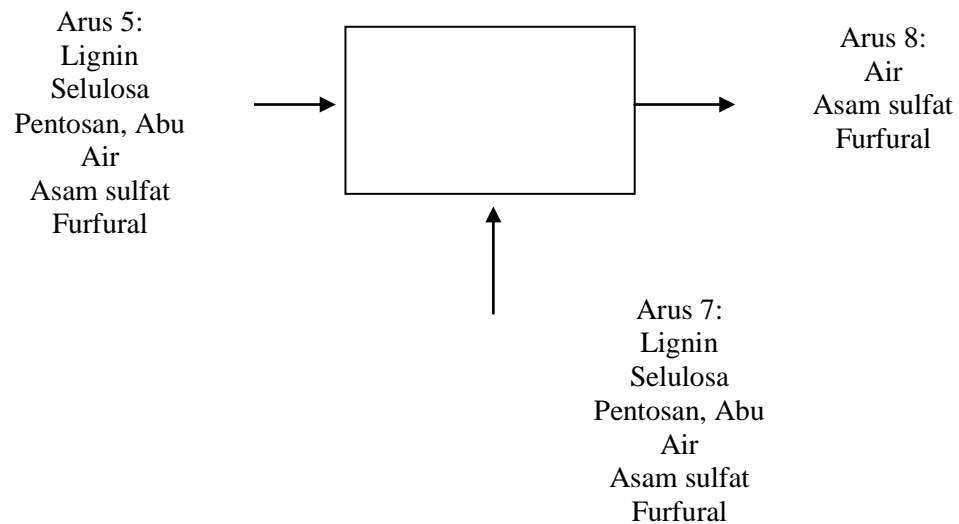 Arus 5:
Lignin
Selulosa
Pentosan, Abu
Air
Asam sulfat
Furfural
Arus 8:
Air
Asam sulfat
Furfural
Arus 7:
Lignin
Selulosa
Pentosan, Abu
Air
Asam sulfat
Furfural